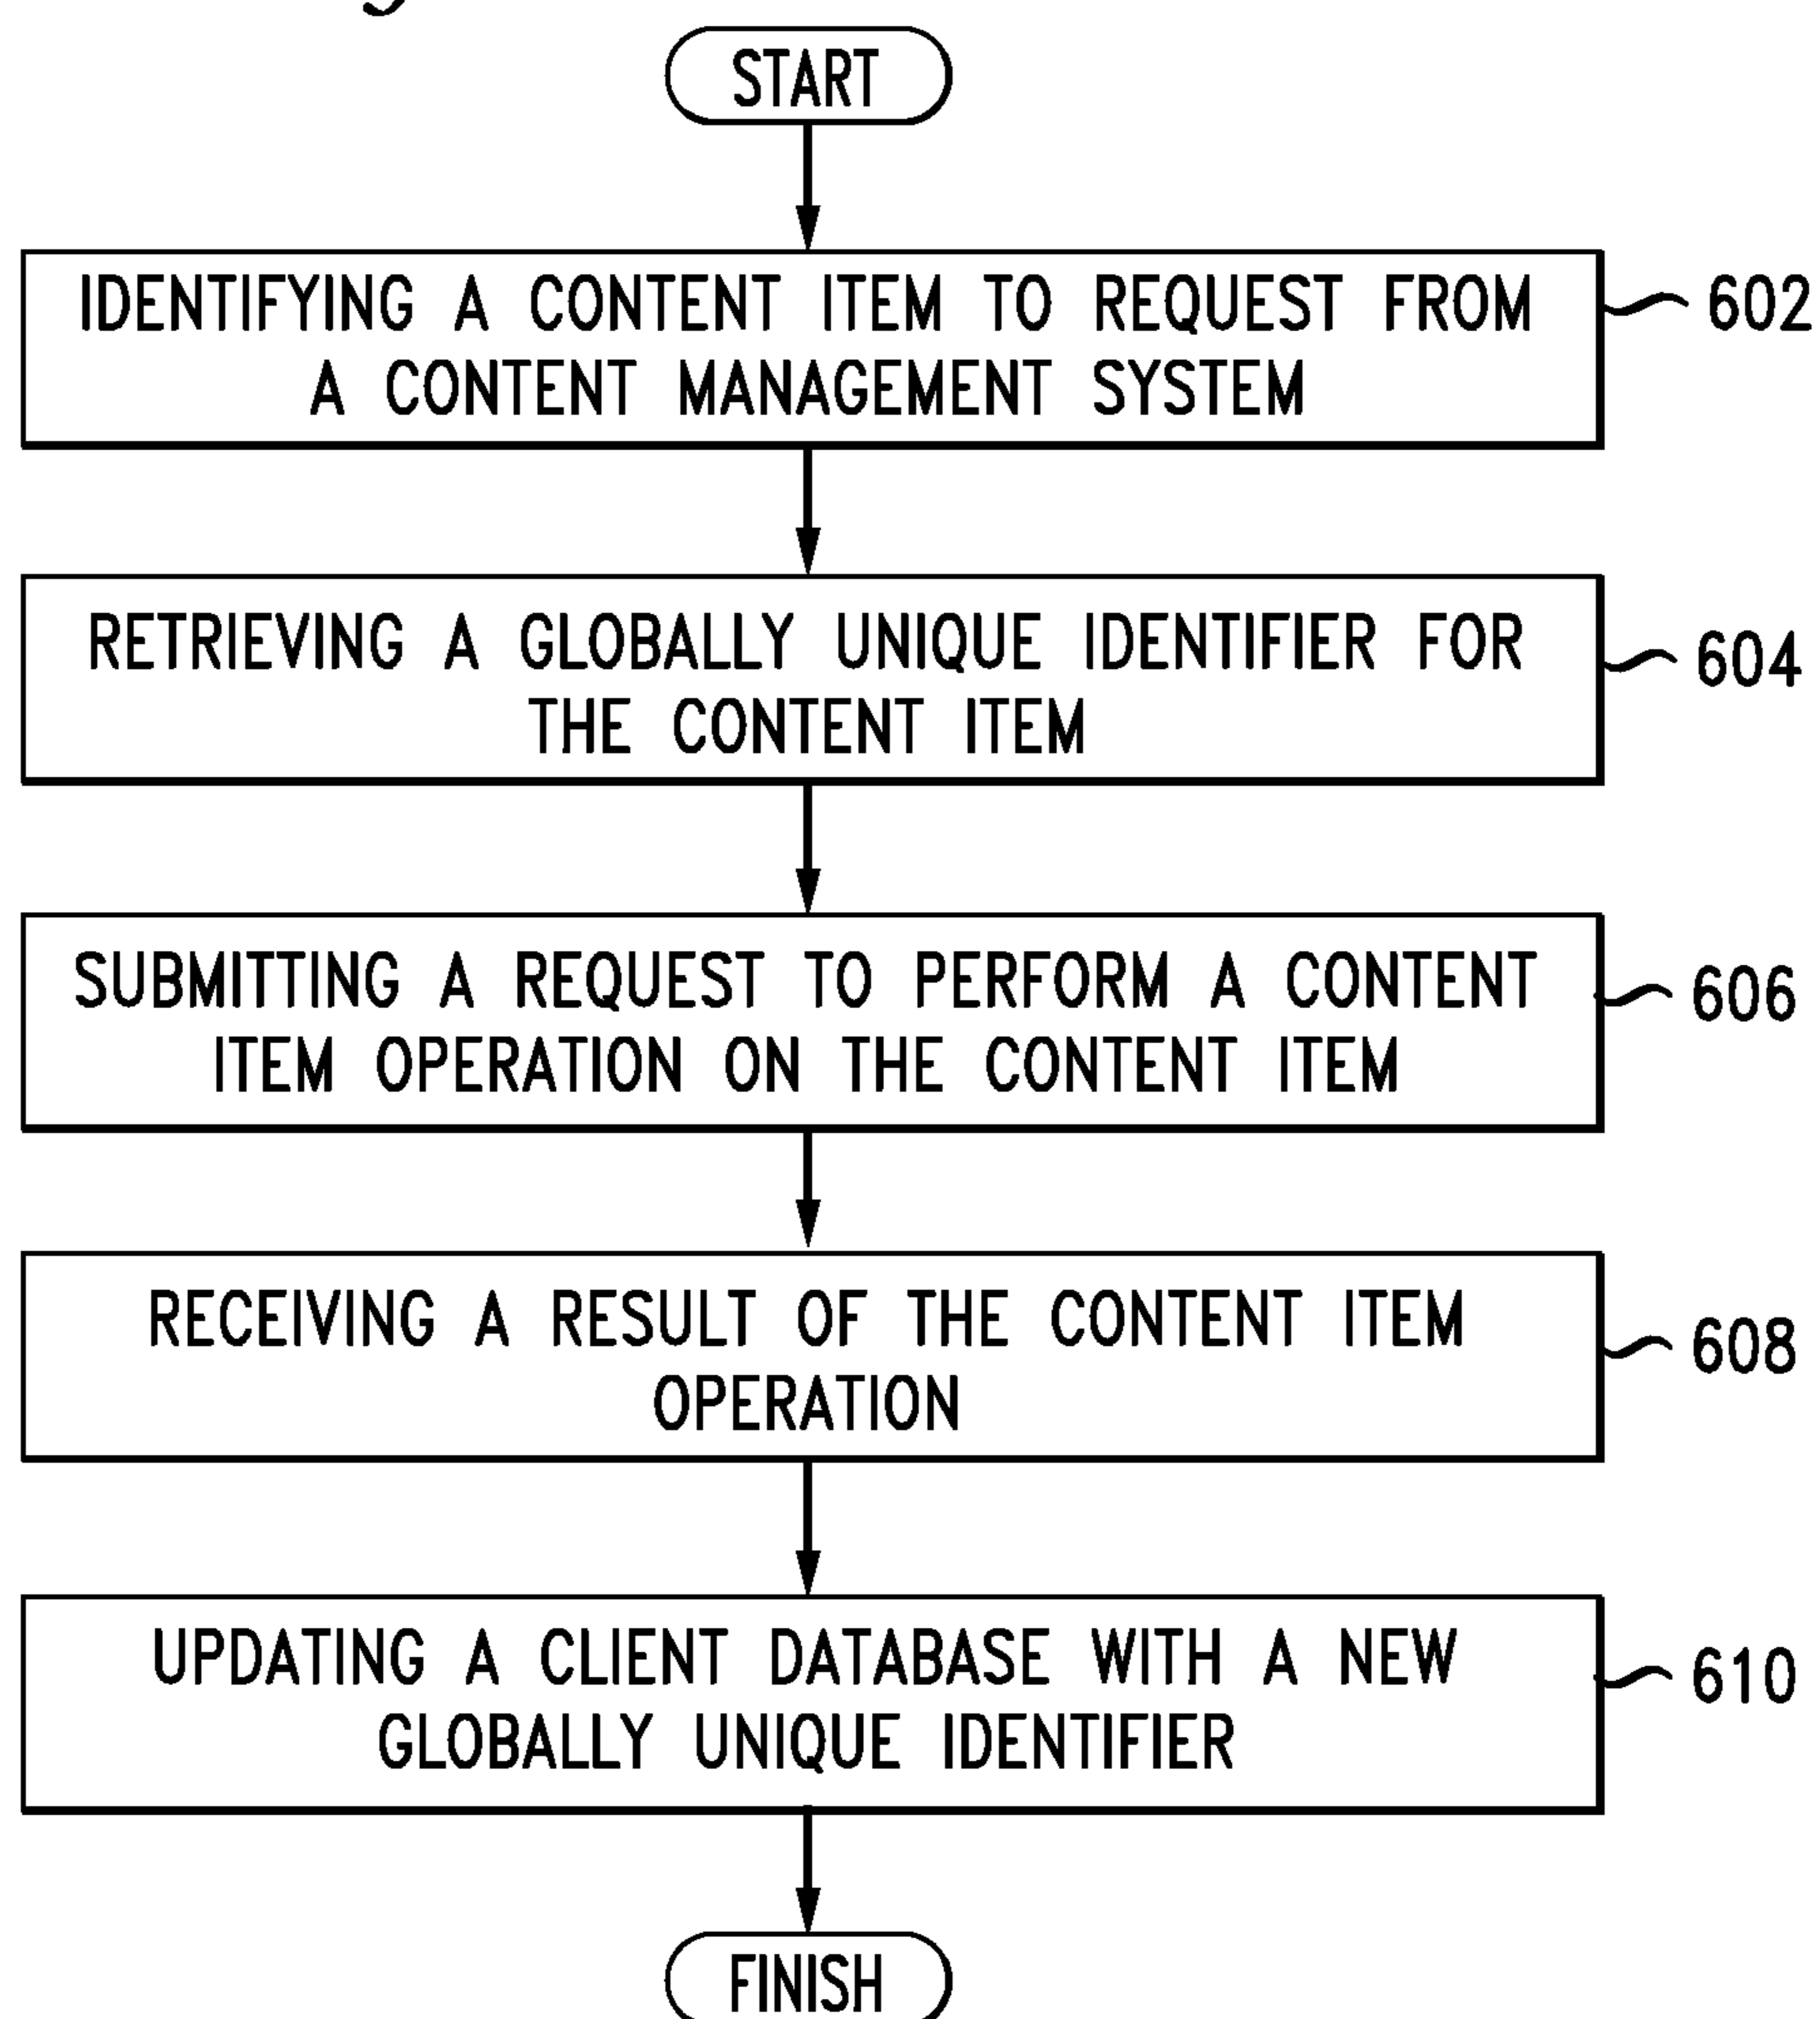 START
IDENTIFYING A CONTENT ITEM TO REQUEST FROM
A CONTENT MANAGEMENT SYSTEM
602
RETRIEVING A GLOBALLY UNIQUE IDENTIFIER FOR
THE CONTENT ITEM
604
SUBMITTING A REQUEST TO PERFORM A CONTENT
ITEM OPERATION ON THE CONTENT ITEM
606
RECEIVING A RESULT OF THE CONTENT ITEM
OPERATION
608
UPDATING A CLIENT DATABASE WITH A NEW
GLOBALLY UNIQUE IDENTIFIER
610
FINISH